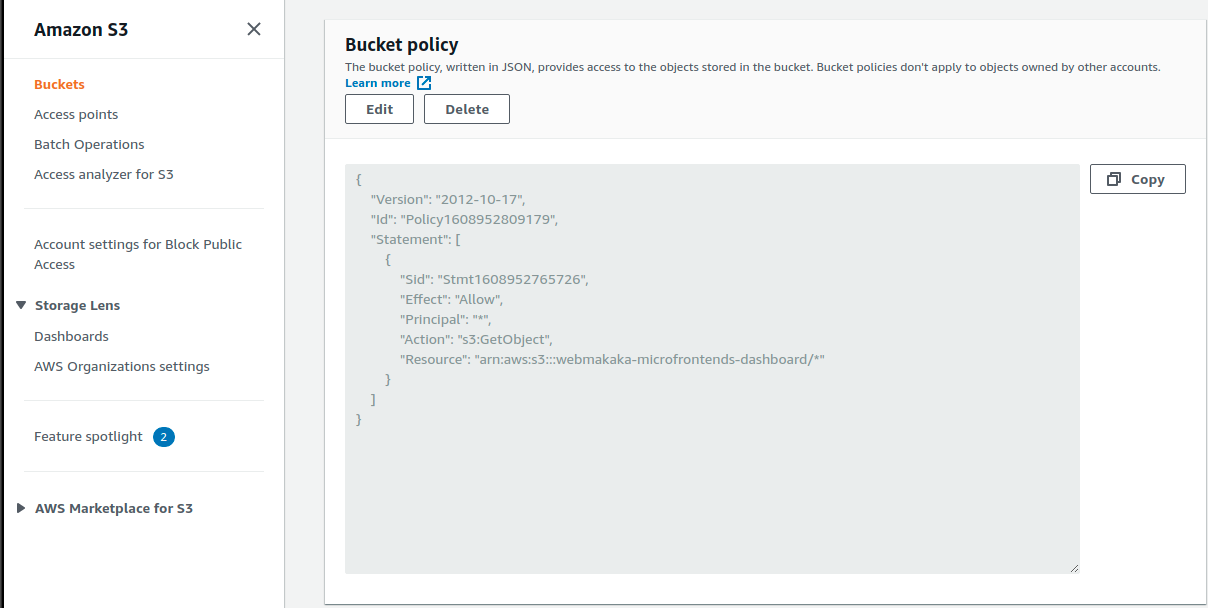 Amazon S3
Buckets
Access points
Batch Operations
Access analyzer for S3
Account settings for Block Public
Access
Storage Lens
Dashboards
AWS Organizations settings
Feature spotlight 2
AWS Marketplace for S3
Bucket policy
The bucket policy, written in JSON, provides access to the objects stored in the bucket. Bucket policies don't apply to objects owned by other accounts.
Learn more
Edit Delete
{
"Version": "2012-10-17",
"Id": "Policy1608952809179",
"Statement": [
{
"Sid": "Stmt1608952765726",
"Effect": "Allow",
"Principal": "*",
"Action": "s3:GetObject",
"Resource": "arn:aws:s3:::webmakaka-microfrontends-dashboard/*"
}
]
}
Copy